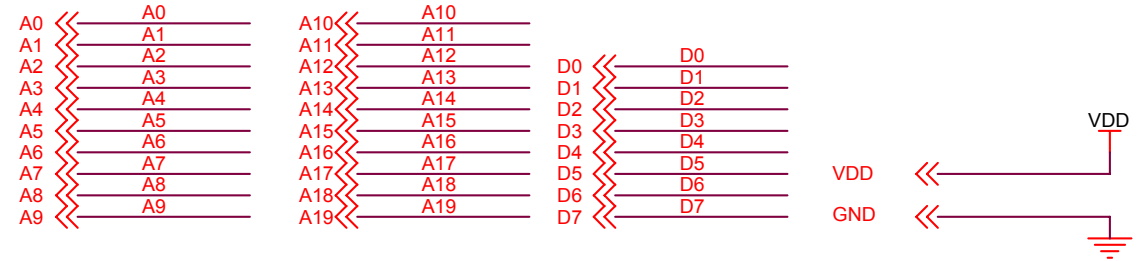 A0 A0
A1 A1
A2 A2
A3 A3
A4 A4
A5 A5
A6 A6
A7 A7
A8 A8
A9 A9
A10 A10
A11 A11
A12 A12
A13 A13
A14 A14
A15 A15
A16 A16
A17 A17
A18 A18
A19 A19
D0 D0
D1 D1
D2 D2
D3 D3
D4 D4
D5 D5
D6 D6
D7 D7
VDD
VDD
GND